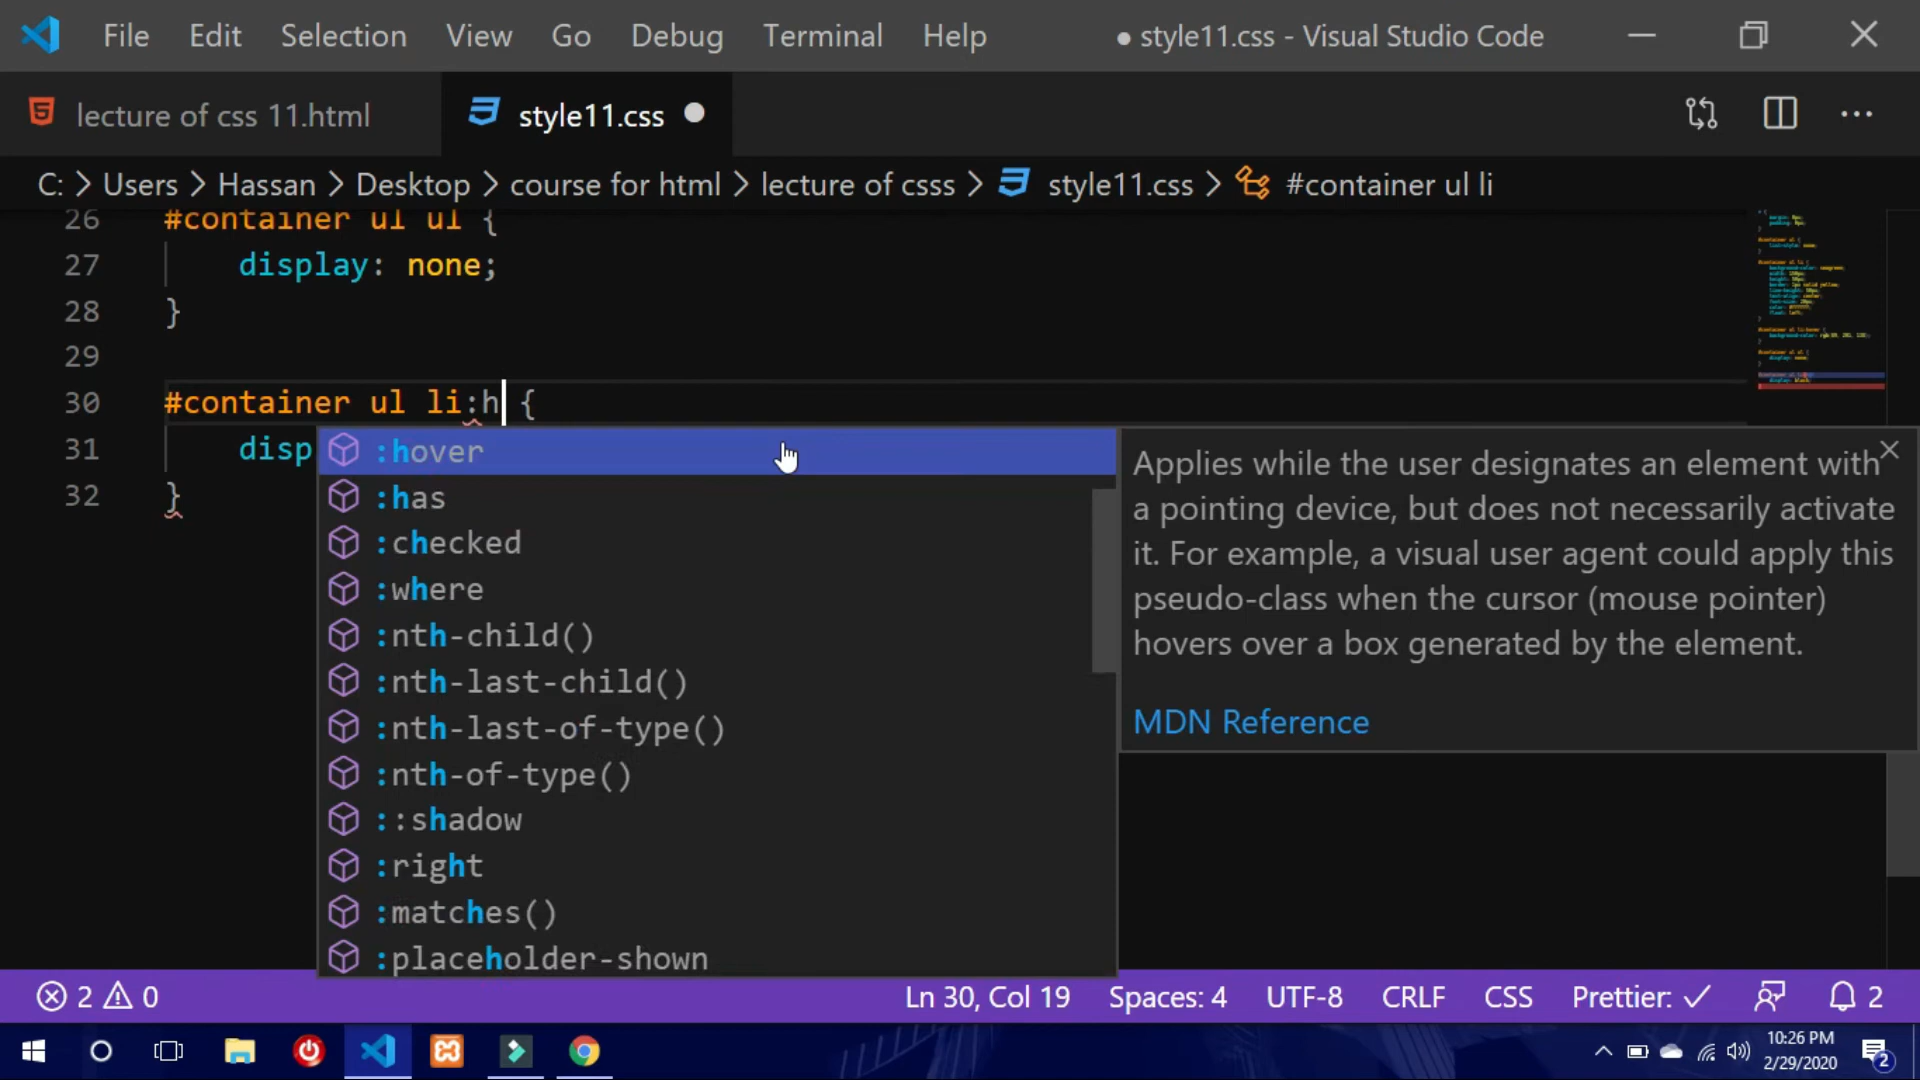 File Edit Selection View Go Debug Terminal Help ● style11.css - Visual Studio Code
lecture of css 11.html style11.css ●
C: > Users > Hassan > Desktop > course for html > lecture of csss > style11.css > #container ul li
26 #container ul ul {
27 display: none;
28 }
29
30 #container ul li:h {
31 disp
32 }
:hover
:has
:checked
:where
:nth-child()
:nth-last-child()
:nth-last-of-type()
:nth-of-type()
::shadow
:right
:matches()
:placeholder-shown
Applies while the user designates an element with
a pointing device, but does not necessarily activate
it. For example, a visual user agent could apply this
pseudo-class when the cursor (mouse pointer)
hovers over a box generated by the element.
MDN Reference
2 0 Ln 30, Col 19 Spaces: 4 UTF-8 CRLF CSS Prettier: ✓ 2
10:26 PM
2/29/2020
2